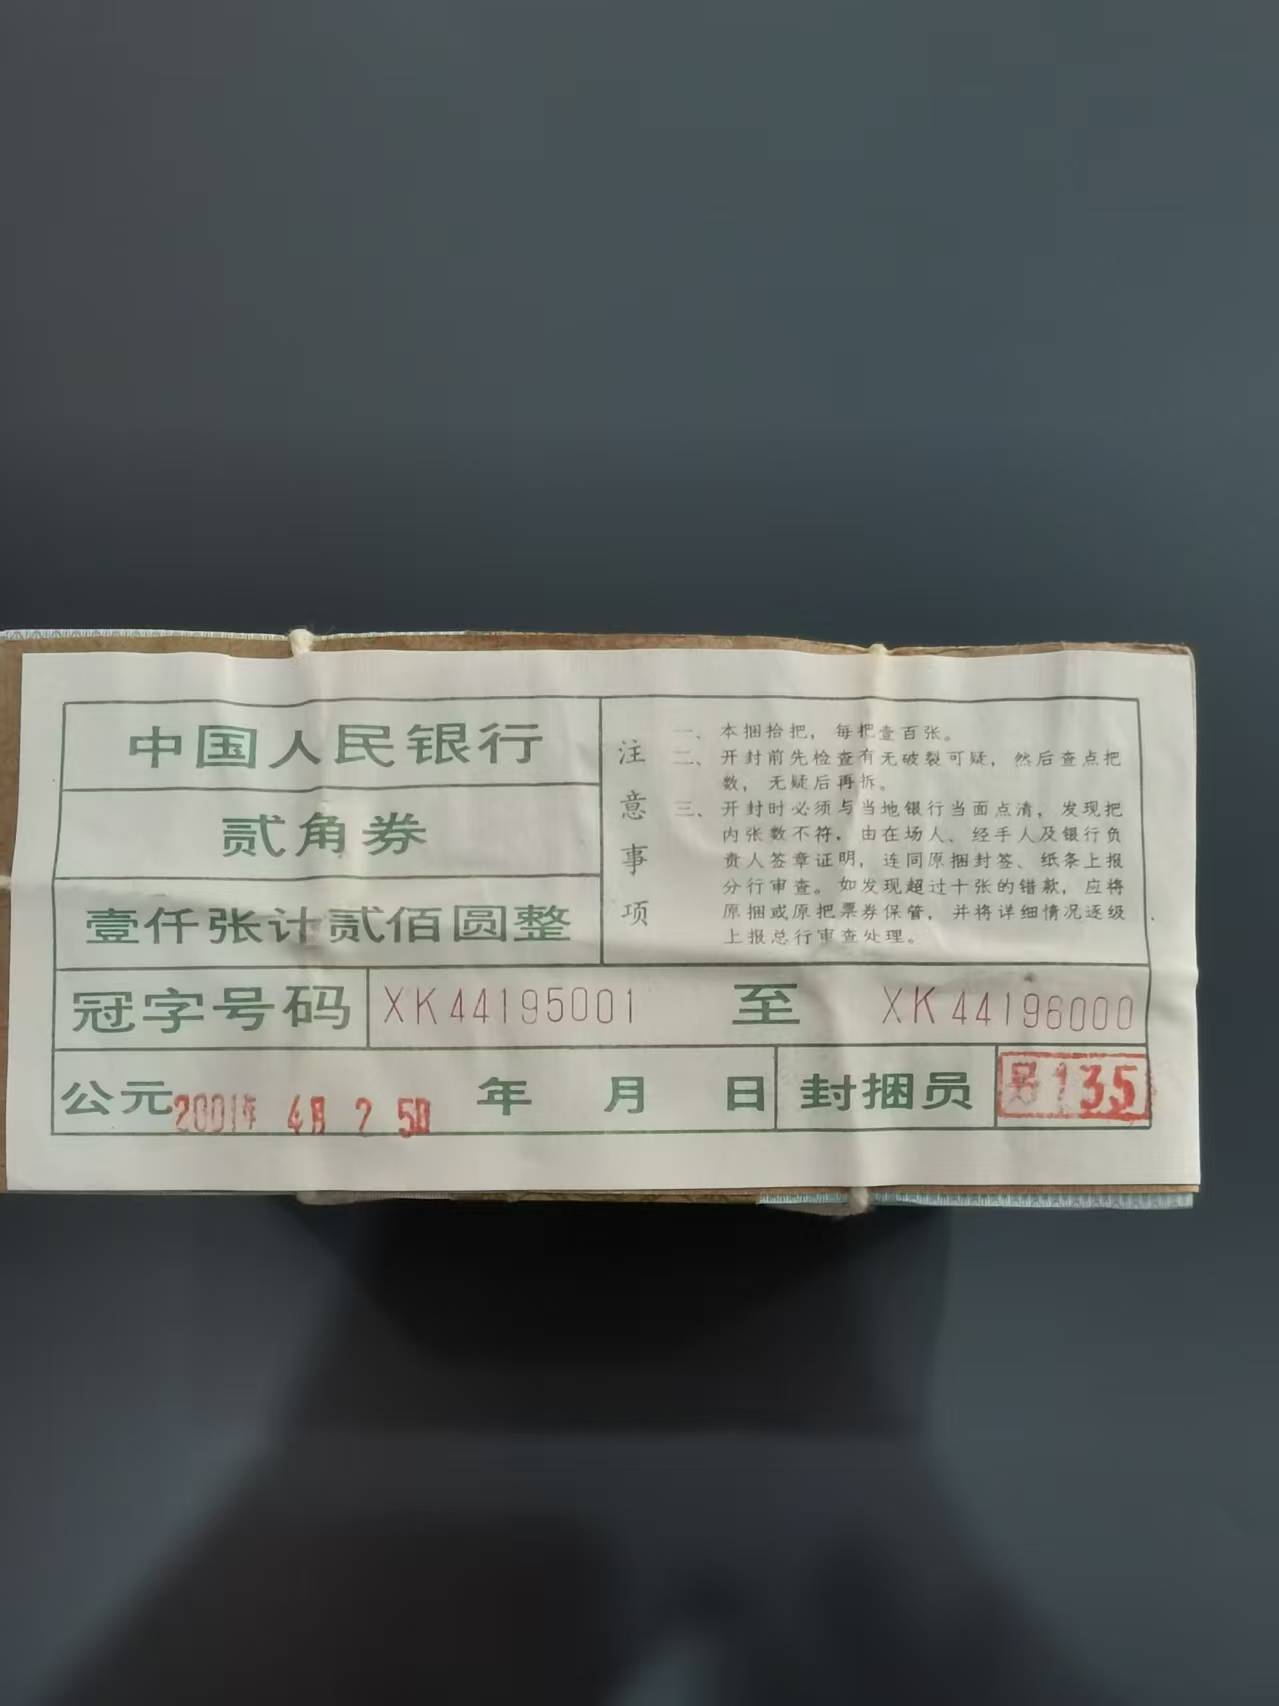 中国人民银行
贰角券
壹仟张计贰佰圆整
注意事项
一、本捆拾把，每把壹百张。
二、开封前先检查有无破裂可疑，然后查点把
数，无疑后再拆。
三、开封时必须与当地银行当面点清，发现把
内张数不符，由在场人、经手人及银行负
责人签章证明，连同原捆封签、纸条上报
分行审查。如发现超过十张的错款，应将
原捆或原把票券保管，并将详细情况逐级
上报总行审查处理。
冠字号码 XK44195001 至 XK44196000
公元2001年 4月 25日 年 月 日 封捆员 号135